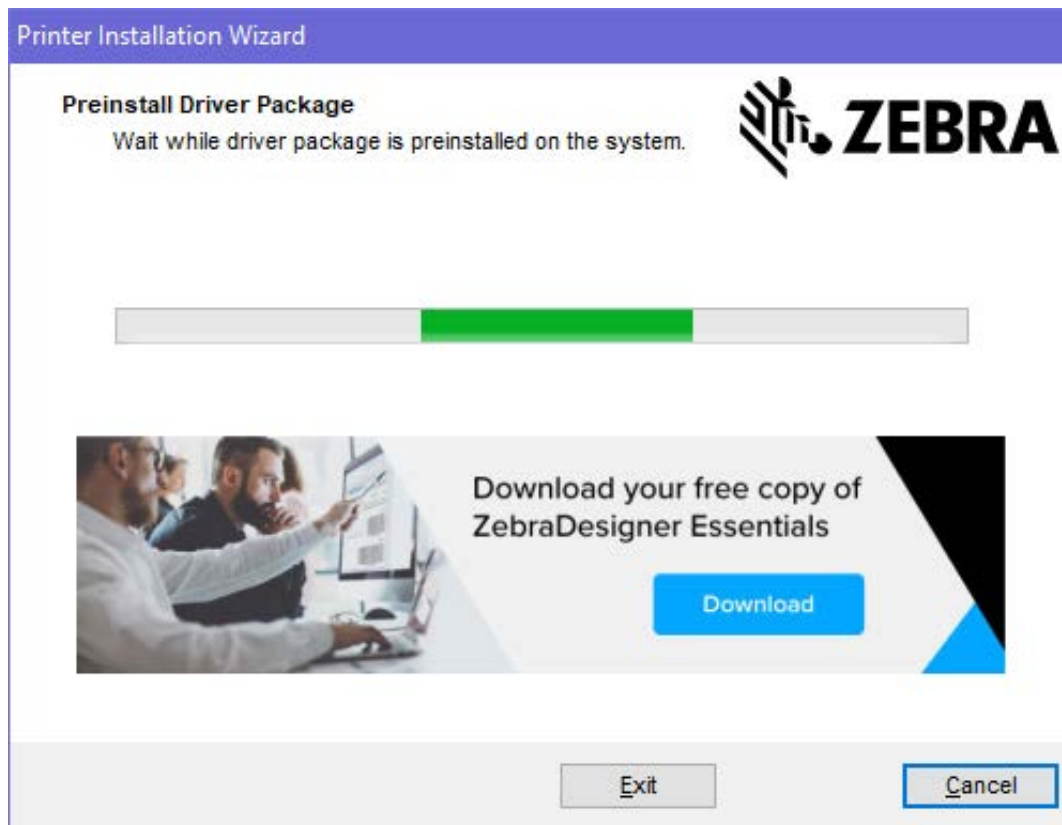 Printer Installation Wizard
Preinstall Driver Package
Wait while driver package is preinstalled on the system.
ZEBRA
Download your free copy of
ZebraDesigner Essentials
Download
Exit
Cancel